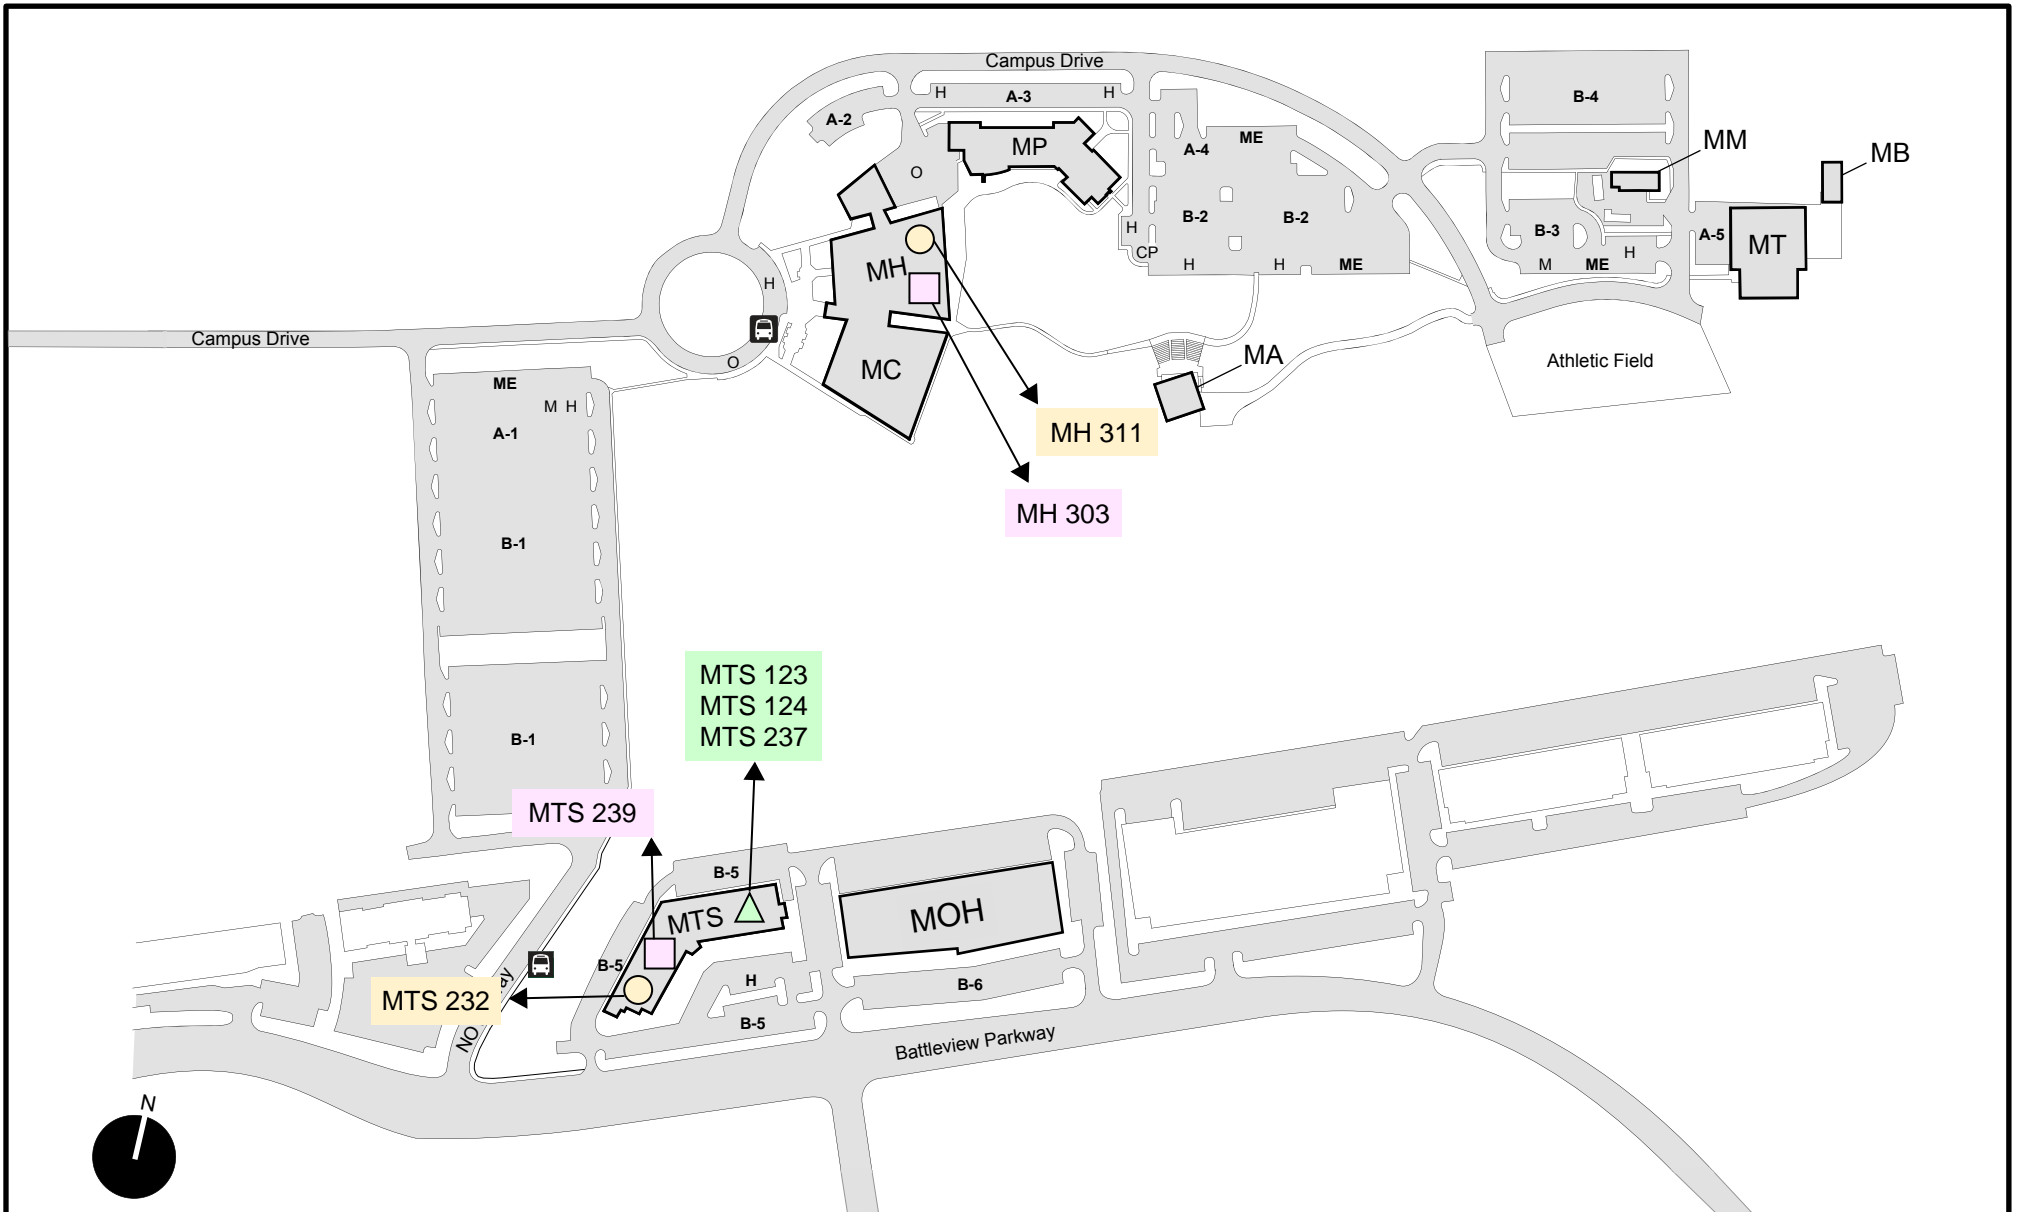 Campus Drive
H
A-3
H
A-2
MP
A-4
ME
B-4
MM
MB
O
B-2
B-2
H
CP
H
H
ME
B-3
H
M
ME
A-5
MT
MH
H
Campus Drive
O
MC
MA
Athletic Field
ME
M H
A-1
MH 311
MH 303
B-1
MTS 123
MTS 124
MTS 237
B-1
MTS 239
B-5
MTS
MOH
B-5
H
B-6
MTS 232
B-5
NO
Battleview Parkway
N